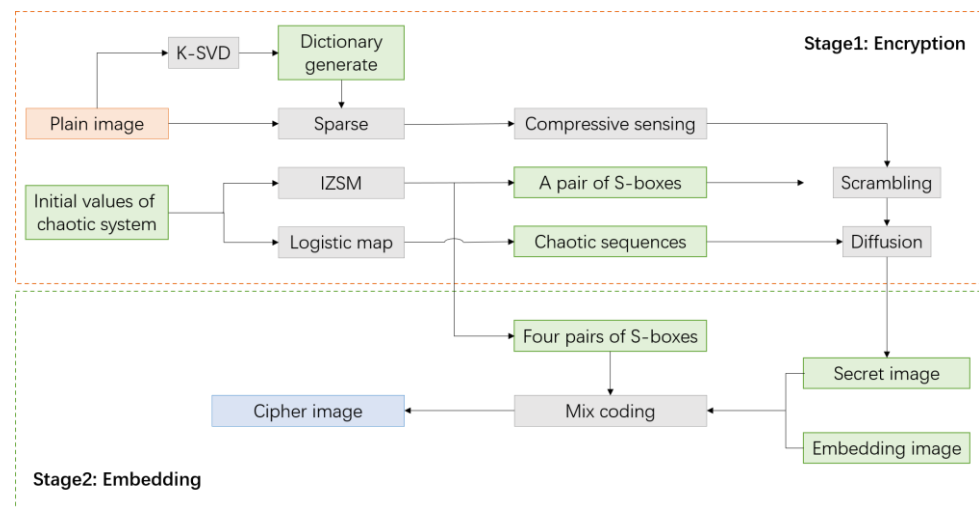 Stage1: Encryption
K-SVD
Dictionary
generate
Plain image
Sparse
Compressive sensing
Initial values of
chaotic system
IZSM
A pair of S-boxes
Scrambling
Logistic map
Chaotic sequences
Diffusion
Four pairs of S-boxes
Secret image
Cipher image
Mix coding
Embedding image
Stage2: Embedding